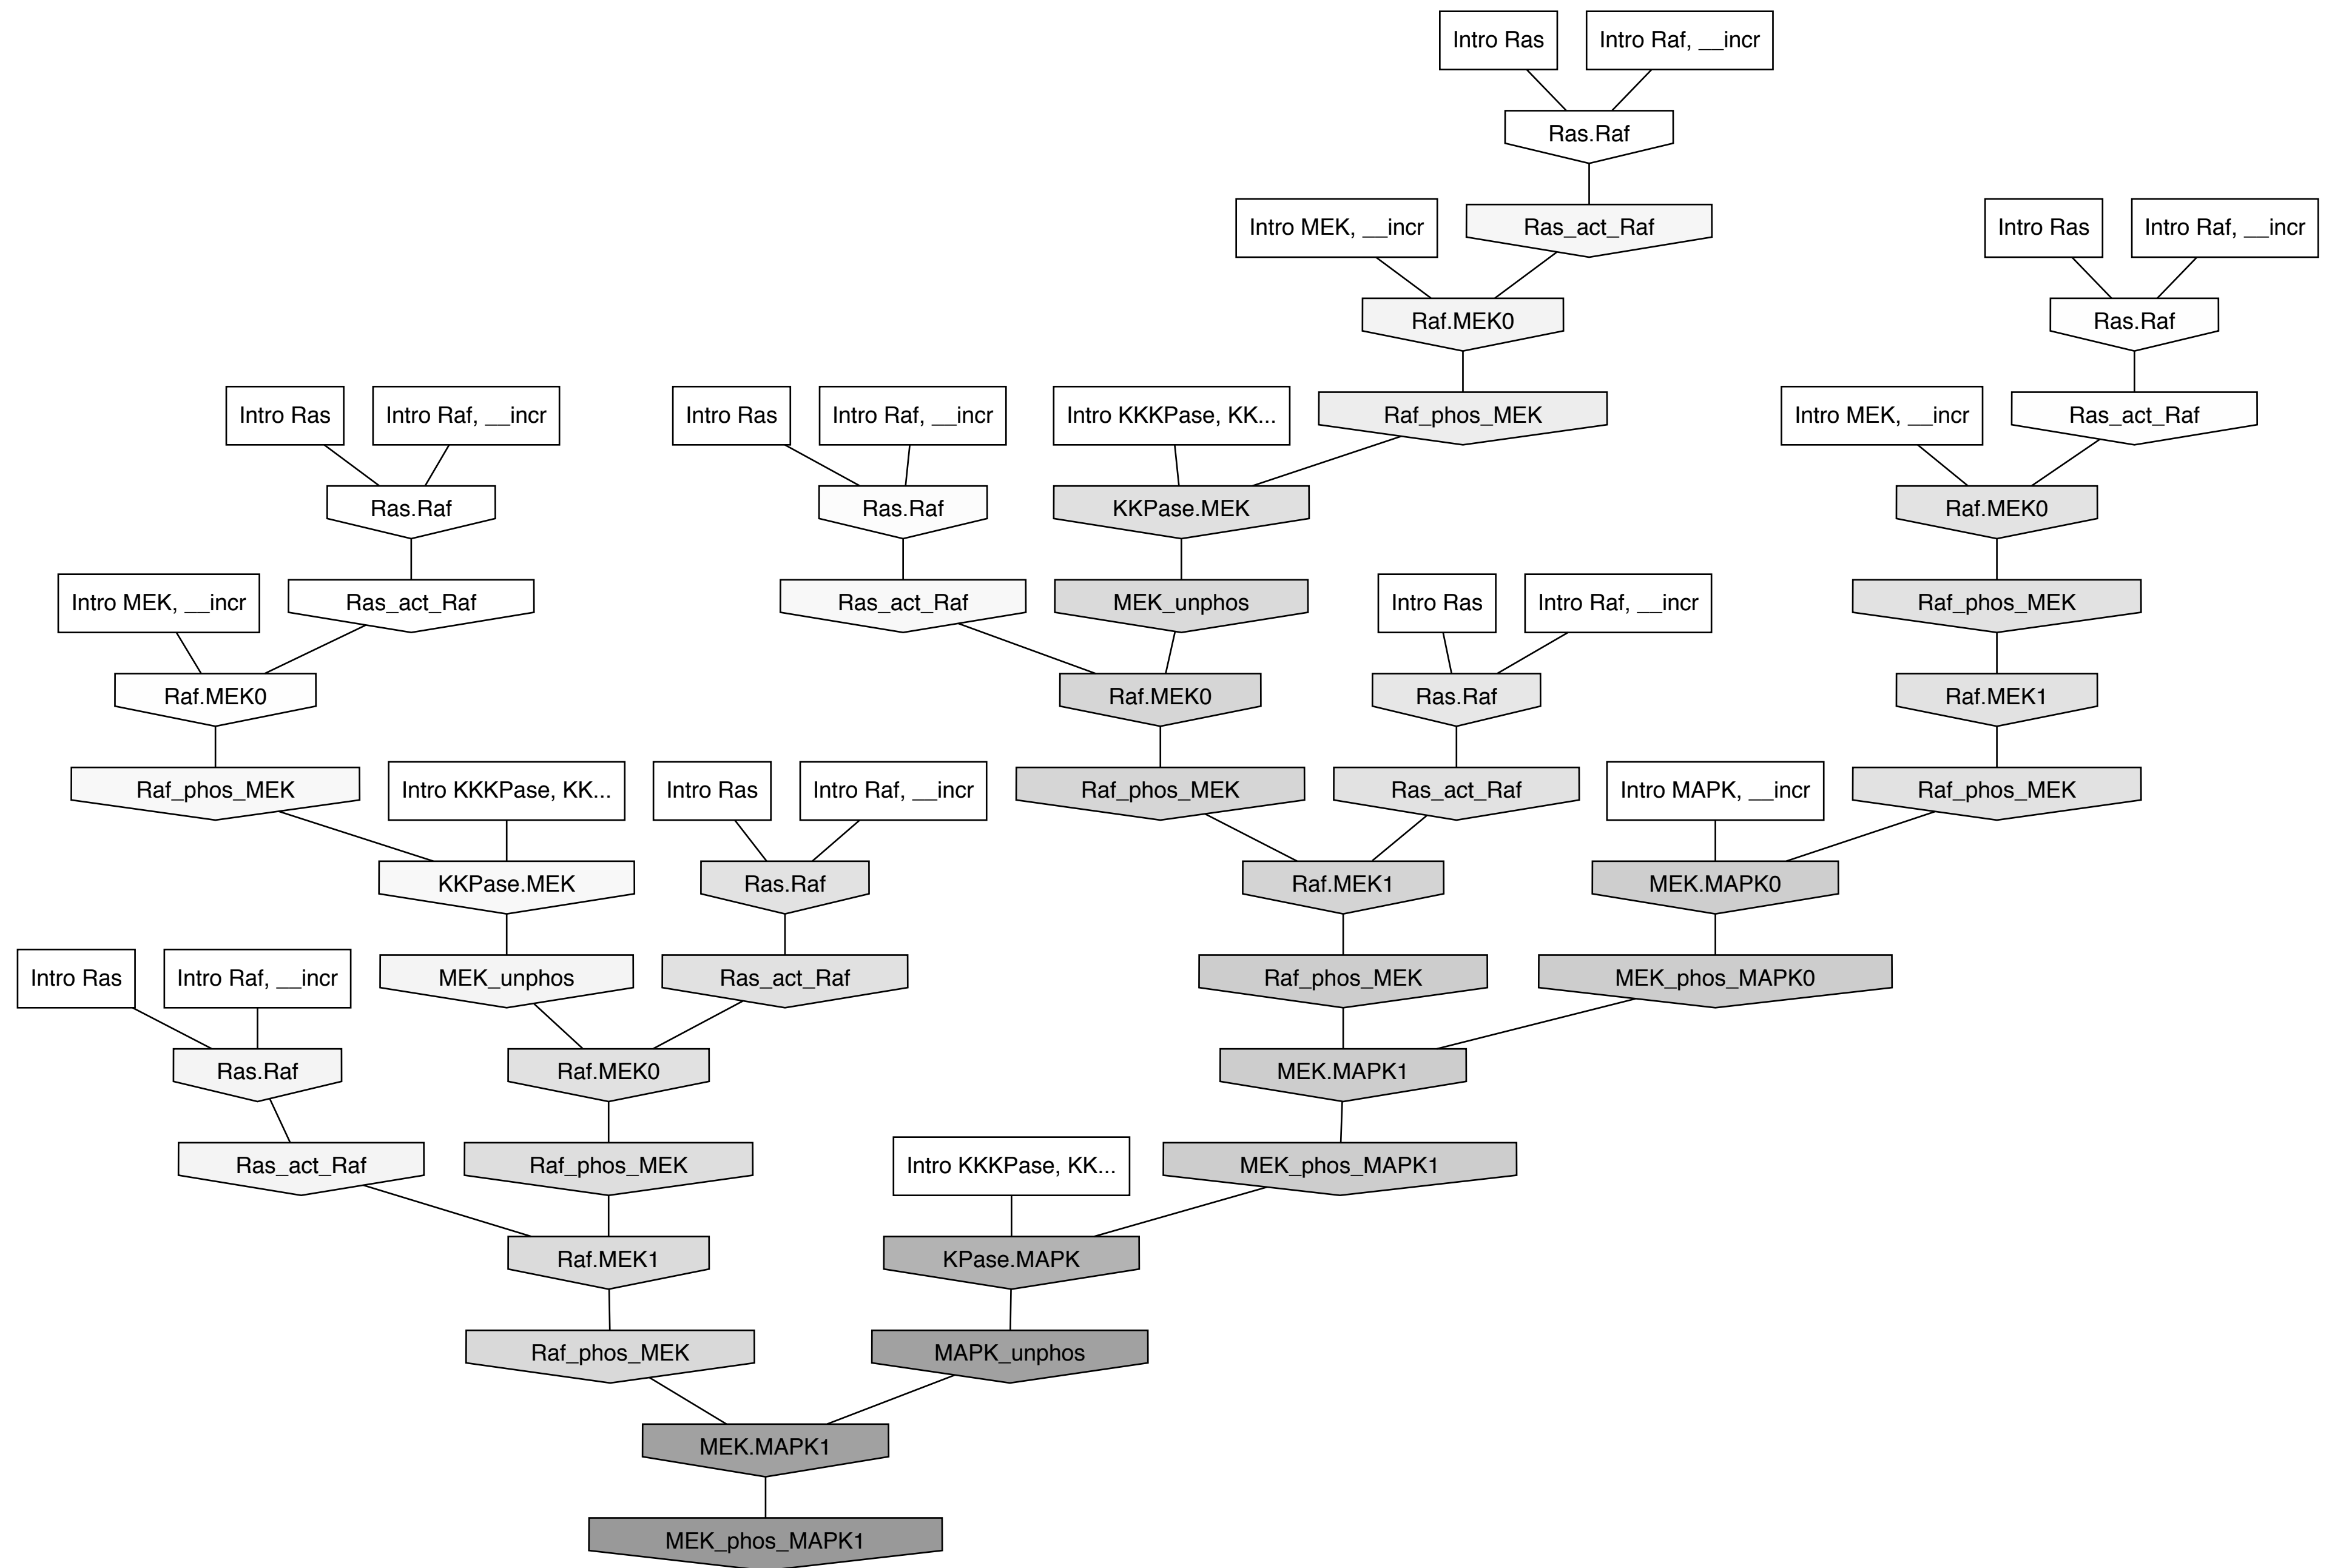 Intro Ras
Intro Raf, __incr
Ras.Raf
Intro MEK, __incr
Ras_act_Raf
Intro Ras
Intro Raf, __incr
Raf.MEK0
Ras.Raf
Intro Ras
Intro Raf, __incr
Intro Ras
Intro Raf, __incr
Intro KKKPase, KK...
Raf_phos_MEK
Intro MEK, __incr
Ras_act_Raf
Ras.Raf
Ras.Raf
KKPase.MEK
Raf.MEK0
Intro MEK, __incr
Ras_act_Raf
Ras_act_Raf
MEK_unphos
Intro Ras
Intro Raf, __incr
Raf_phos_MEK
Raf.MEK0
Raf.MEK0
Ras.Raf
Raf.MEK1
Raf_phos_MEK
Intro KKKPase, KK...
Intro Ras
Intro Raf, __incr
Raf_phos_MEK
Ras_act_Raf
Intro MAPK, __incr
Raf_phos_MEK
KKPase.MEK
Ras.Raf
Raf.MEK1
MEK.MAPK0
Intro Ras
Intro Raf, __incr
MEK_unphos
Ras_act_Raf
Raf_phos_MEK
MEK_phos_MAPK0
Ras.Raf
Raf.MEK0
MEK.MAPK1
Ras_act_Raf
Raf_phos_MEK
Intro KKKPase, KK...
MEK_phos_MAPK1
Raf.MEK1
KPase.MAPK
Raf_phos_MEK
MAPK_unphos
MEK.MAPK1
MEK_phos_MAPK1